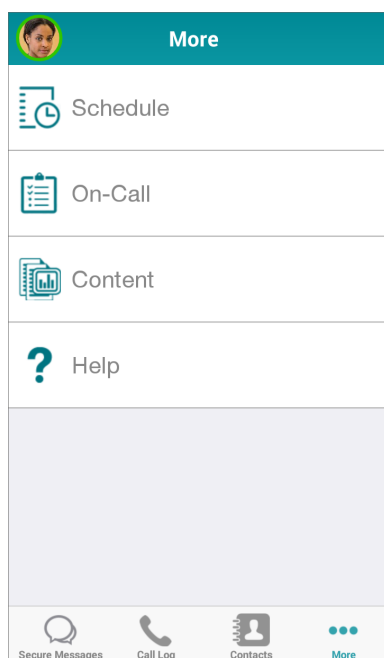 More
Schedule
On-Call
Content
? Help
Secure Messages Call Log Contacts More